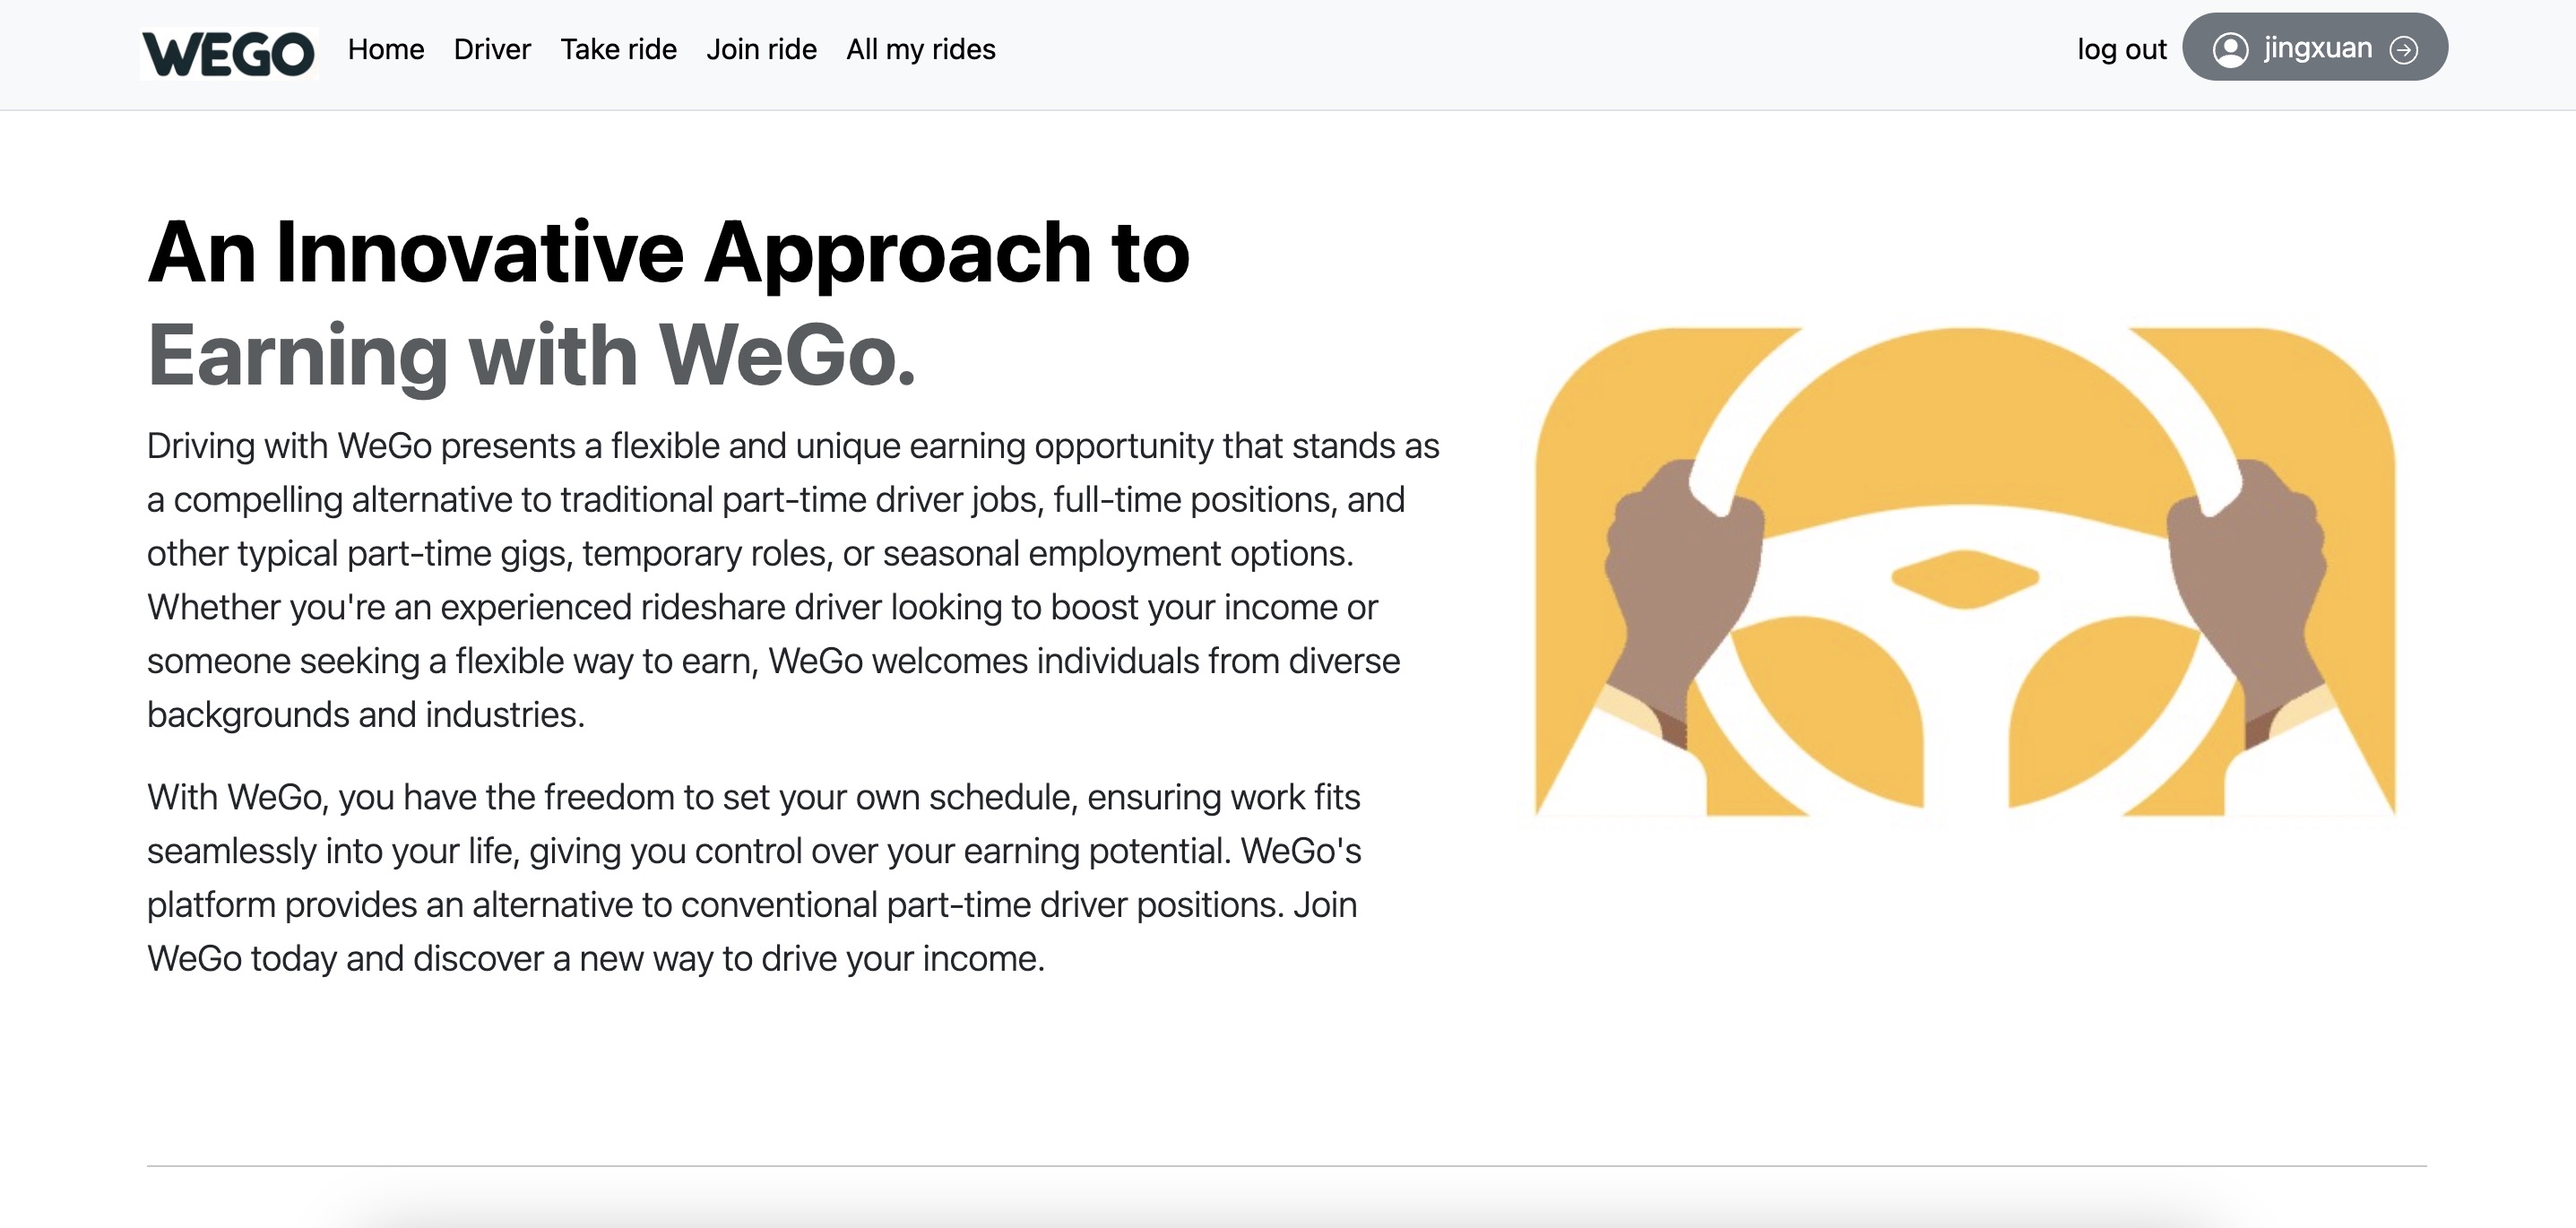 WEGO Home Driver Take ride Join ride All my rides log out jingxuan
An Innovative Approach to
Earning with WeGo.
Driving with WeGo presents a flexible and unique earning opportunity that stands as
a compelling alternative to traditional part-time driver jobs, full-time positions, and
other typical part-time gigs, temporary roles, or seasonal employment options.
Whether you're an experienced rideshare driver looking to boost your income or
someone seeking a flexible way to earn, WeGo welcomes individuals from diverse
backgrounds and industries.
With WeGo, you have the freedom to set your own schedule, ensuring work fits
seamlessly into your life, giving you control over your earning potential. WeGo's
platform provides an alternative to conventional part-time driver positions. Join
WeGo today and discover a new way to drive your income.